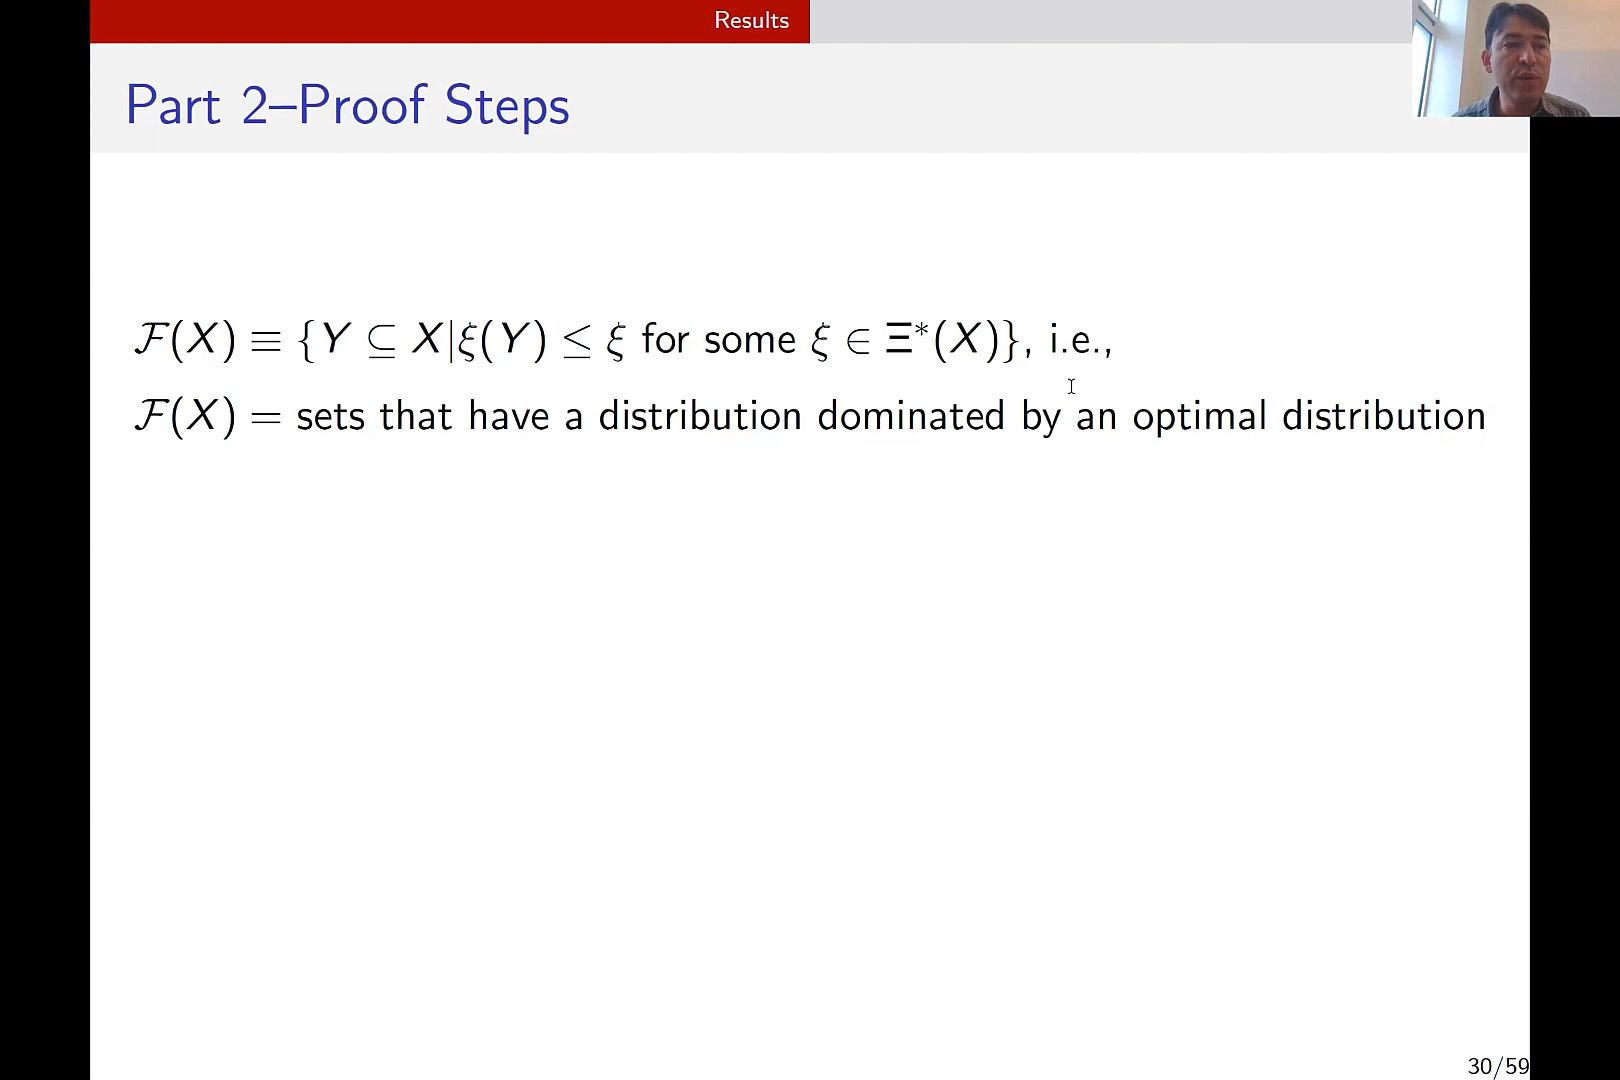 Results
Part 2–Proof Steps
ℱ(X) ≡ {Y ⊆ X|ξ(Y) ≤ ξ for some ξ ∈ Ξ*(X)}, i.e.,
ℱ(X) = sets that have a distribution dominated by an optimal distribution
30/59